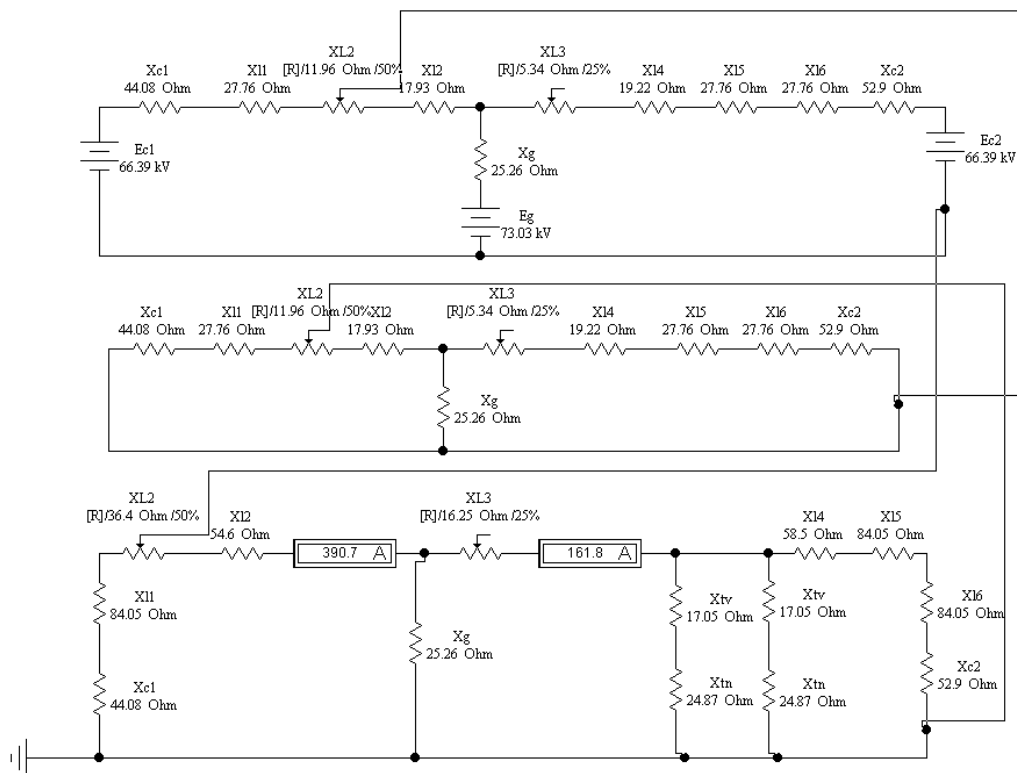 XL2
[R]/11.96 Ohm /50%
XL3
[R]/5.34 Ohm /25%
Xc1
44.08 Ohm
Xl1
27.76 Ohm
Xl2
17.93 Ohm
Xl4
19.22 Ohm
Xl5
27.76 Ohm
Xl6
27.76 Ohm
Xc2
52.9 Ohm
Ec1
66.39 kV
Xg
25.26 Ohm
Ec2
66.39 kV
Eg
73.03 kV
XL2
[R]/11.96 Ohm /50%
XL3
[R]/5.34 Ohm /25%
Xc1
44.08 Ohm
Xl1
27.76 Ohm
Xl2
17.93 Ohm
Xl4
19.22 Ohm
Xl5
27.76 Ohm
Xl6
27.76 Ohm
Xc2
52.9 Ohm
Xg
25.26 Ohm
XL2
[R]/36.4 Ohm /50%
Xl2
54.6 Ohm
390.7 A
XL3
[R]/16.25 Ohm /25%
161.8 A
Xl4
58.5 Ohm
Xl5
84.05 Ohm
Xl1
84.05 Ohm
Xg
25.26 Ohm
Xtv
17.05 Ohm
Xtv
17.05 Ohm
Xl6
84.05 Ohm
Xc1
44.08 Ohm
Xtn
24.87 Ohm
Xtn
24.87 Ohm
Xc2
52.9 Ohm